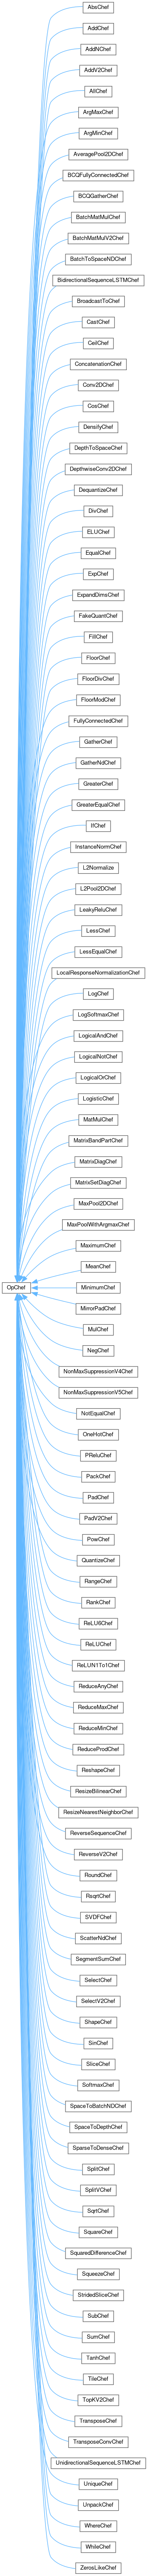 AbsChef
AddChef
AddNChef
AddV2Chef
AllChef
ArgMaxChef
ArgMinChef
AveragePool2DChef
BCQFullyConnectedChef
BCQGatherChef
BatchMatMulChef
BatchMatMulV2Chef
BatchToSpaceNDChef
BidirectionalSequenceLSTMChef
BroadcastToChef
CastChef
CeilChef
ConcatenationChef
Conv2DChef
CosChef
DensifyChef
DepthToSpaceChef
DepthwiseConv2DChef
DequantizeChef
DivChef
ELUChef
EqualChef
ExpChef
ExpandDimsChef
FakeQuantChef
FillChef
FloorChef
FloorDivChef
FloorModChef
FullyConnectedChef
GatherChef
GatherNdChef
GreaterChef
GreaterEqualChef
IfChef
InstanceNormChef
L2Normalize
L2Pool2DChef
LeakyReluChef
LessChef
LessEqualChef
LocalResponseNormalizationChef
LogChef
LogSoftmaxChef
LogicalAndChef
LogicalNotChef
LogicalOrChef
LogisticChef
MatMulChef
MatrixBandPartChef
MatrixDiagChef
MatrixSetDiagChef
MaxPool2DChef
MaxPoolWithArgmaxChef
MaximumChef
MeanChef
OpChef
MinimumChef
MirrorPadChef
MulChef
NegChef
NonMaxSuppressionV4Chef
NonMaxSuppressionV5Chef
NotEqualChef
OneHotChef
PReluChef
PackChef
PadChef
PadV2Chef
PowChef
QuantizeChef
RangeChef
RankChef
ReLU6Chef
ReLUChef
ReLUN1To1Chef
ReduceAnyChef
ReduceMaxChef
ReduceMinChef
ReduceProdChef
ReshapeChef
ResizeBilinearChef
ResizeNearestNeighborChef
ReverseSequenceChef
ReverseV2Chef
RoundChef
RsqrtChef
SVDFChef
ScatterNdChef
SegmentSumChef
SelectChef
SelectV2Chef
ShapeChef
SinChef
SliceChef
SoftmaxChef
SpaceToBatchNDChef
SpaceToDepthChef
SparseToDenseChef
SplitChef
SplitVChef
SqrtChef
SquareChef
SquaredDifferenceChef
SqueezeChef
StridedSliceChef
SubChef
SumChef
TanhChef
TileChef
TopKV2Chef
TransposeChef
TransposeConvChef
UnidirectionalSequenceLSTMChef
UniqueChef
UnpackChef
WhereChef
WhileChef
ZerosLikeChef